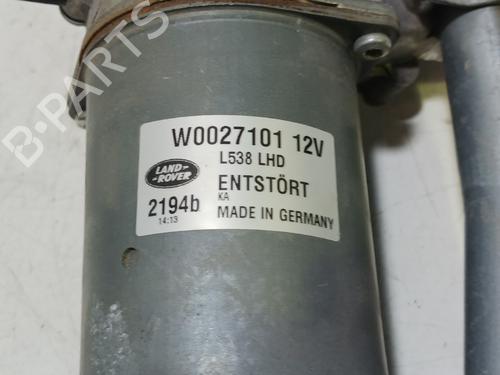 B-PARTS
W0027101 12V
L538 LHD
LAND-
ROVER
ENTSTÖRT
KA
2194b
14:13
MADE IN GERMANY